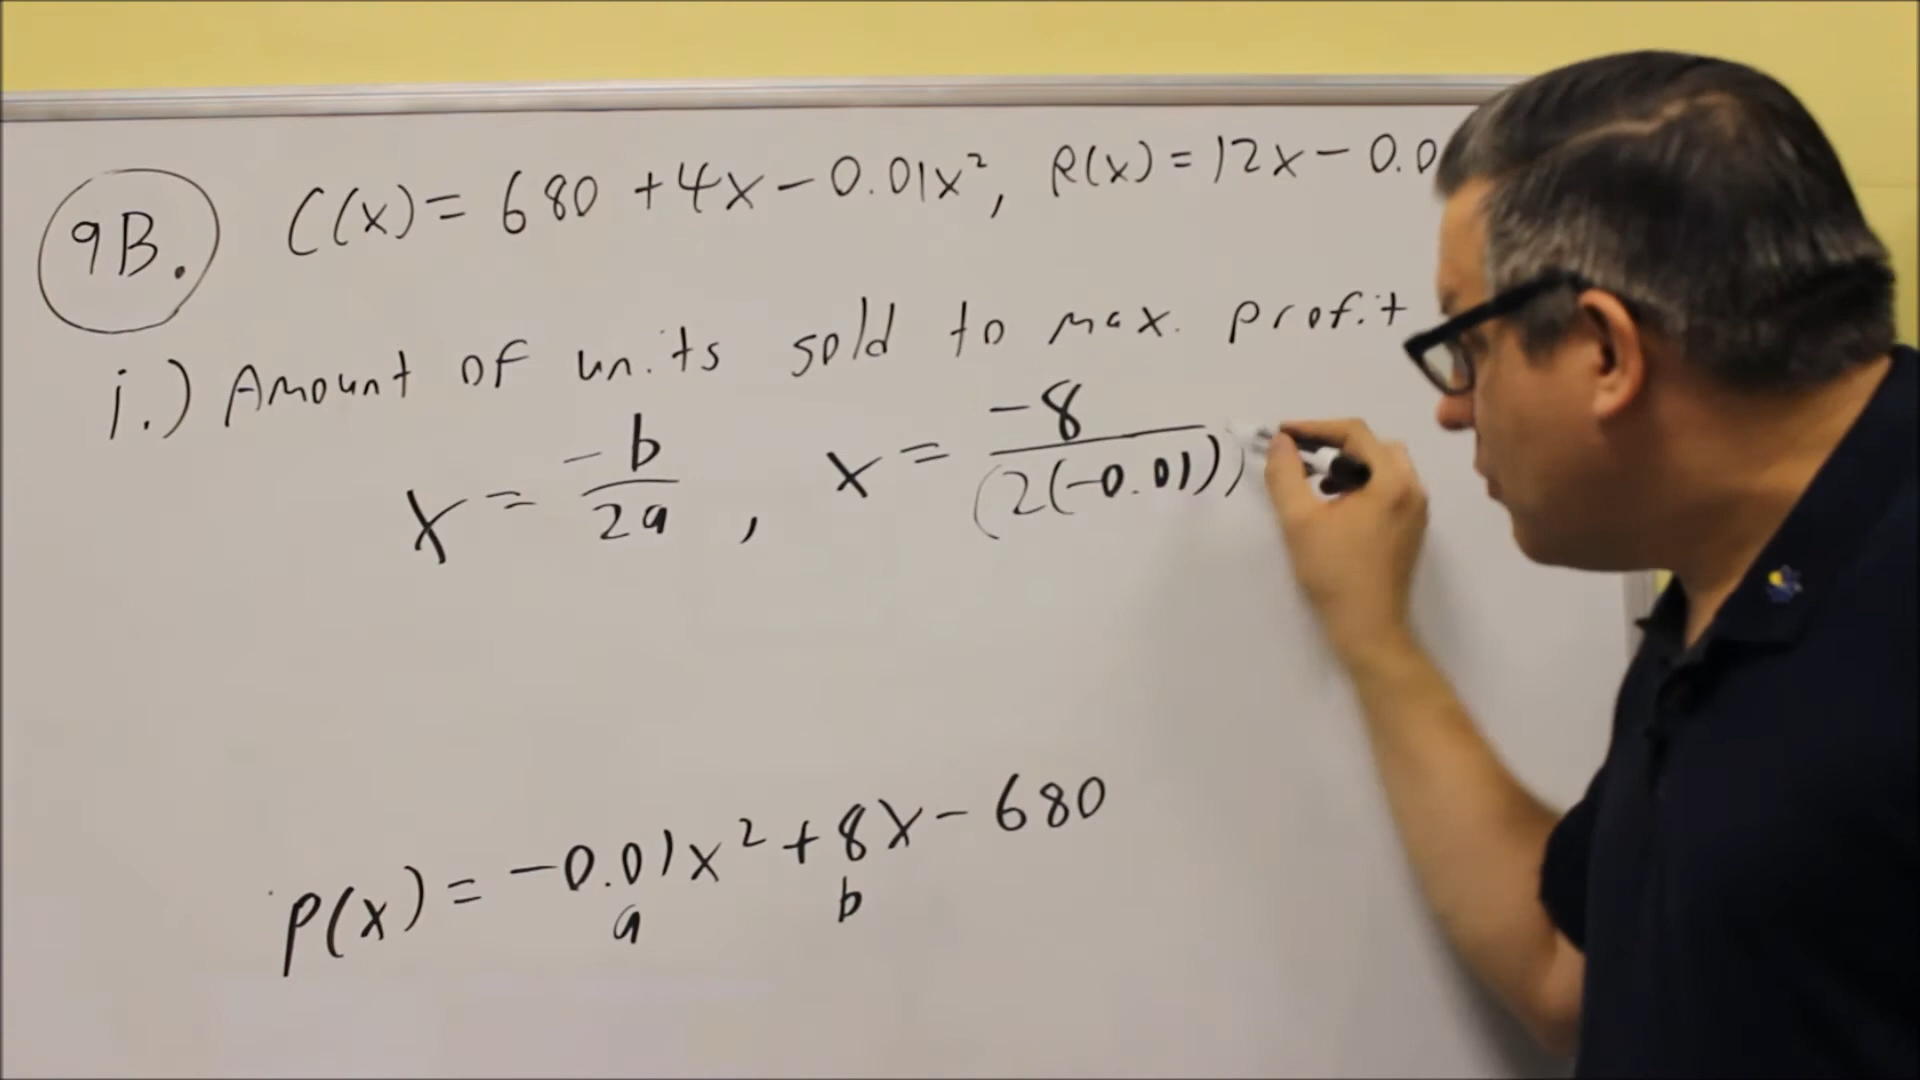 9B. C(x) = 680 + 4x - 0.01x², R(x) = 12x - 0.0
i.) Amount of units sold to max. profit
x = -b/2a , x = -8/(2(-0.01))
P(x) = -0.01x² + 8x - 680
a b